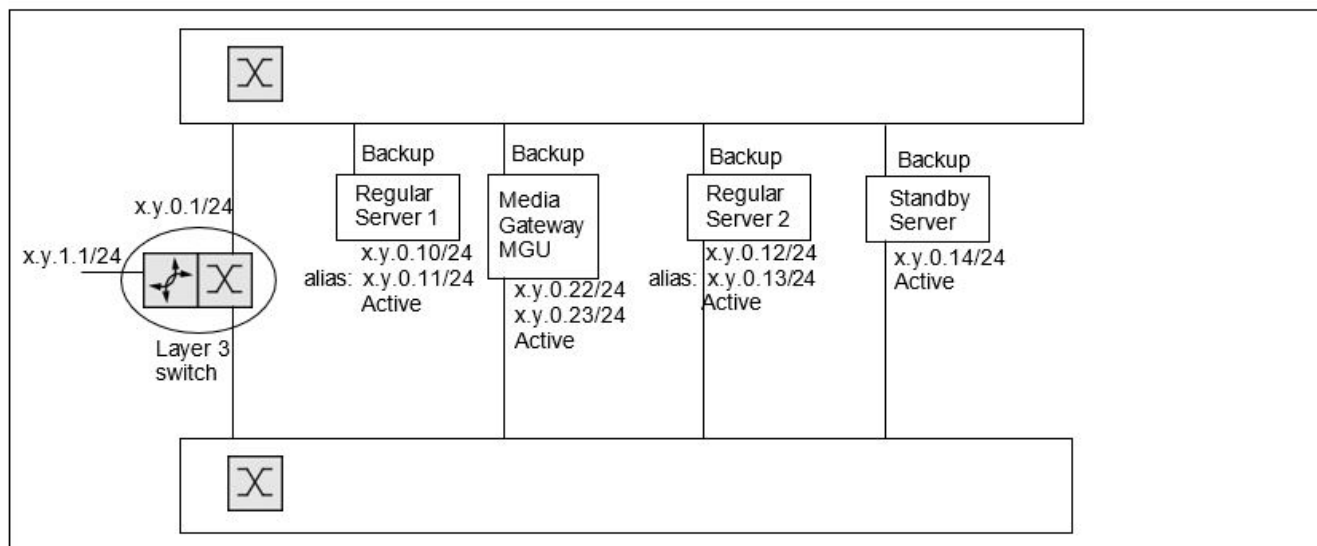 Backup
Backup
Backup
Backup
Regular
Server 1
Media
Gateway
MGU
Regular
Server 2
Standby
Server
x.y.0.1/24
x.y.1.1/24
Layer 3
switch
x.y.0.10/24
alias: x.y.0.11/24
Active
x.y.0.22/24
x.y.0.23/24
Active
x.y.0.12/24
alias: x.y.0.13/24
Active
x.y.0.14/24
Active